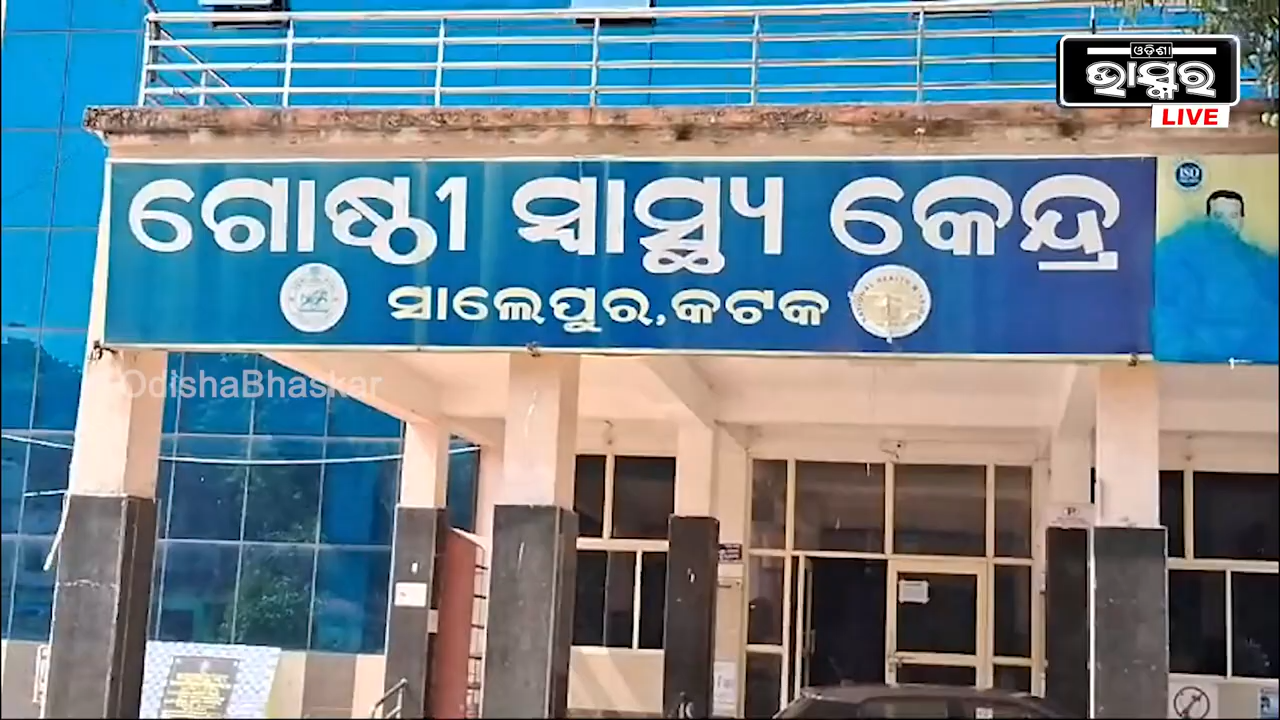 ଓଡ଼ିଶା
ଭାସ୍କର
LIVE
ISO
ଗୋଷ୍ଠୀ ସ୍ୱାସ୍ଥ୍ୟ କେନ୍ଦ୍ର
ସାଲେପୁର,କଟକ
OdishaBhaskar